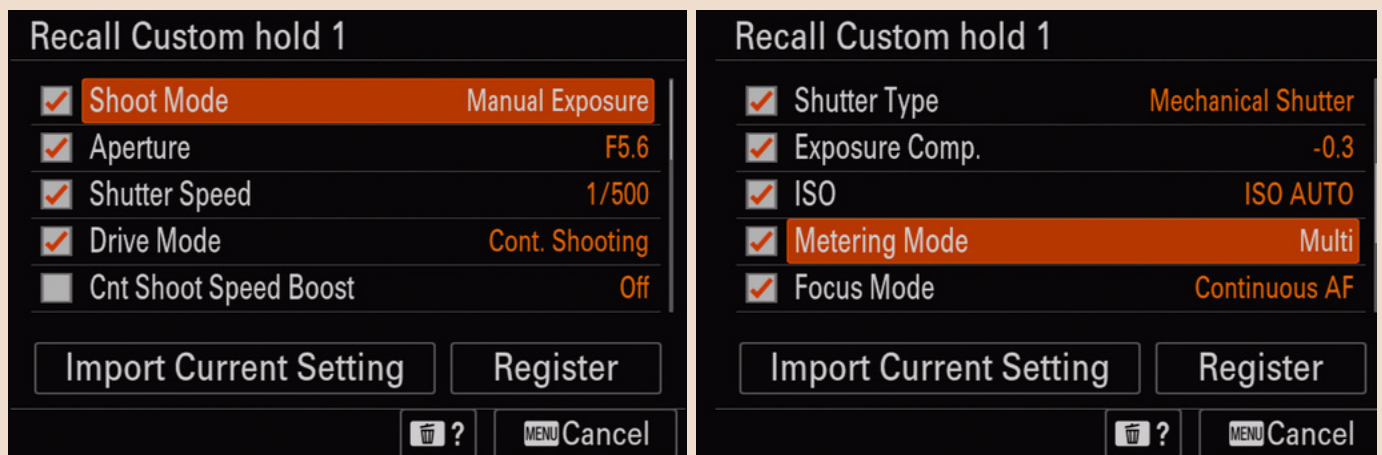 Recall Custom hold 1
Shoot Mode Manual Exposure
Aperture F5.6
Shutter Speed 1/500
Drive Mode Cont. Shooting
Cnt Shoot Speed Boost Off
Import Current Setting Register
? MENU Cancel
Recall Custom hold 1
Shutter Type Mechanical Shutter
Exposure Comp. -0.3
ISO ISO AUTO
Metering Mode Multi
Focus Mode Continuous AF
Import Current Setting Register
? MENU Cancel